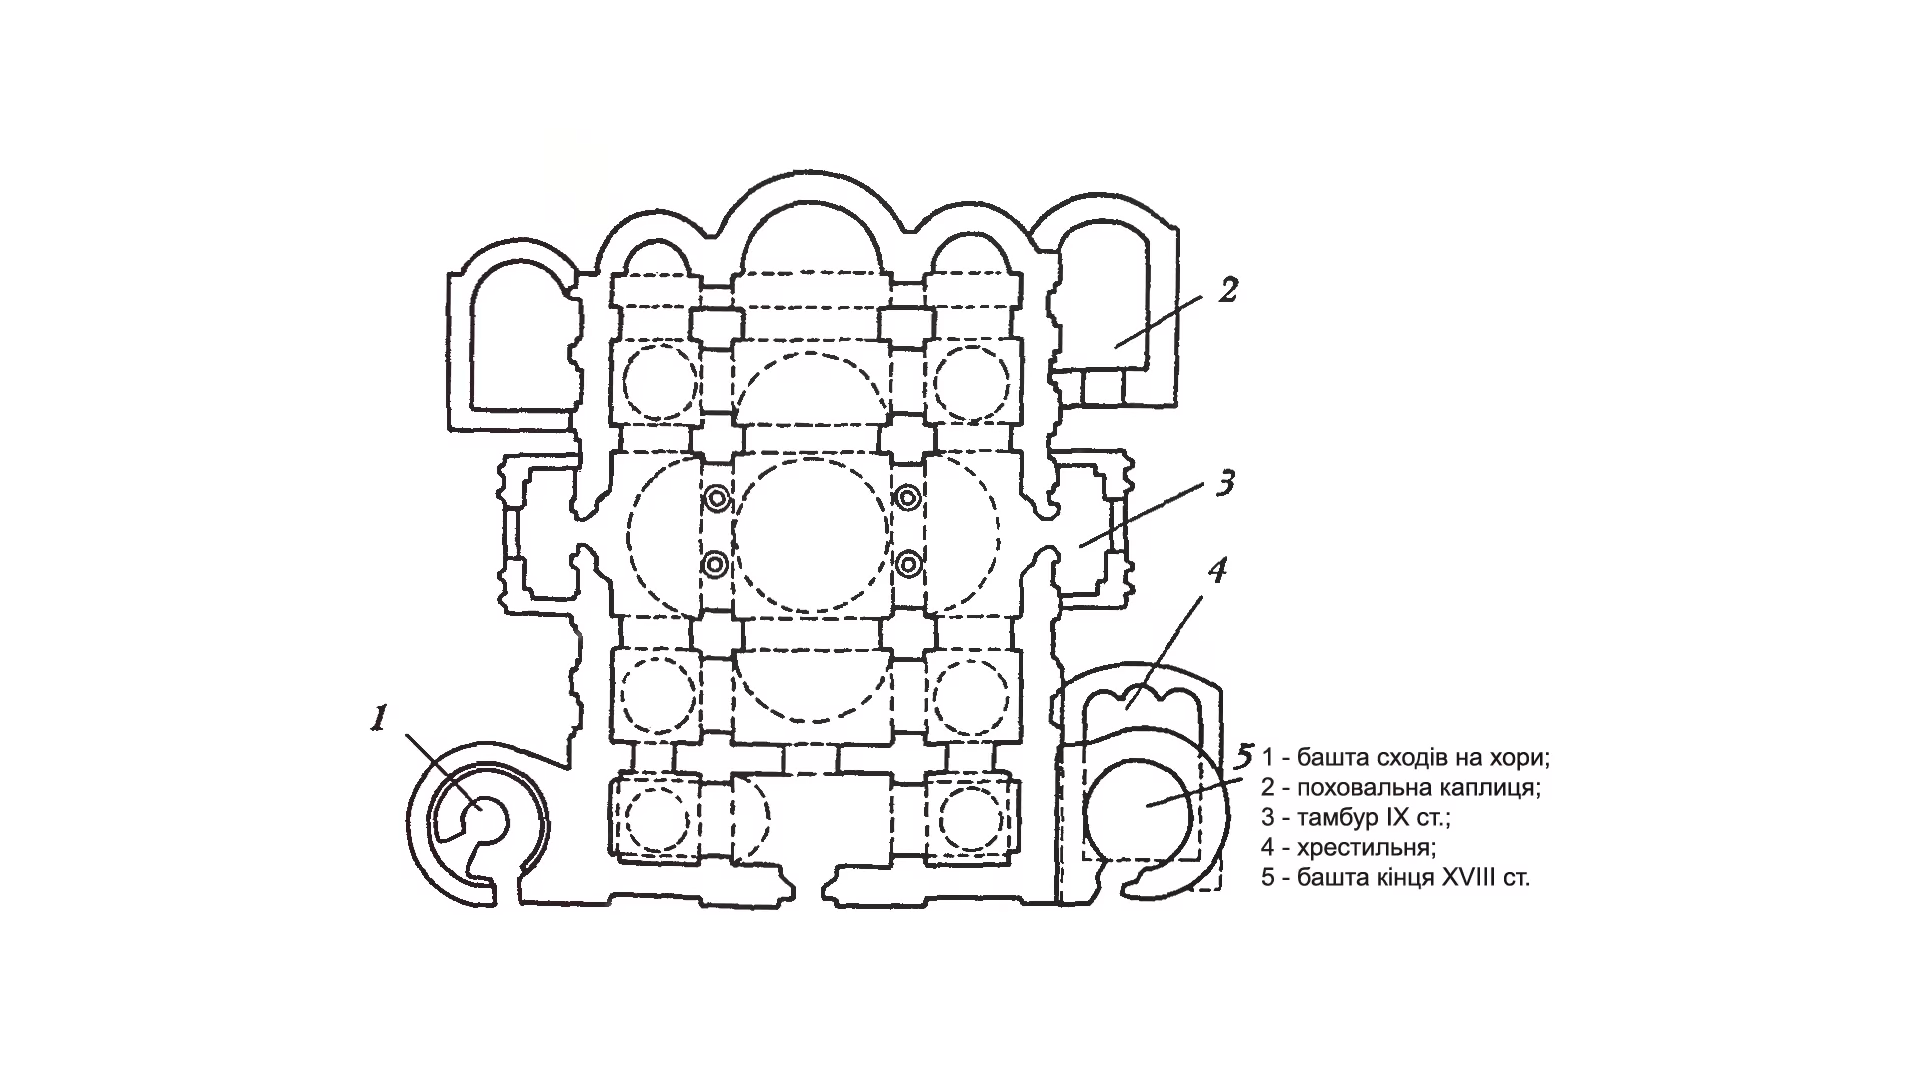 2
3
4
1
5
1 - башта сходів на хори;
2 - поховальна каплиця;
3 - тамбур IX ст.;
4 - хрестильня;
5 - башта кінця XVIII ст.